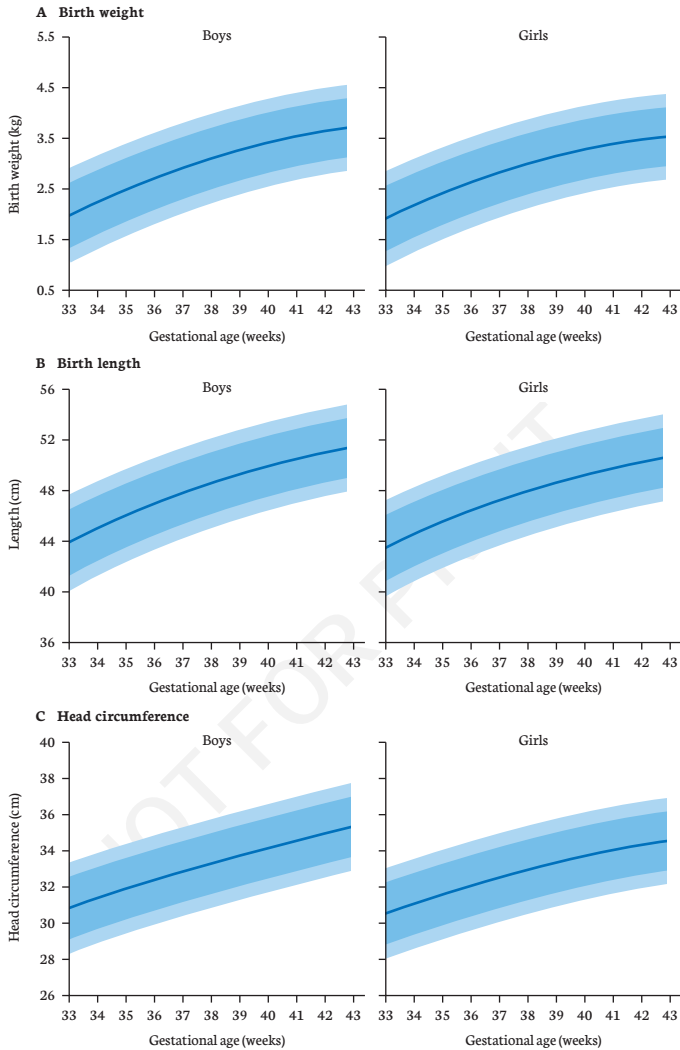 A Birth weight
Boys
Girls
5.5
4.5
3.5
2.5
1.5
0.5
Birth weight (kg)
33 34 35 36 37 38 39 40 41 42 43
33 34 35 36 37 38 39 40 41 42 43
Gestational age (weeks)
Gestational age (weeks)
B Birth length
Boys
Girls
56
52
48
44
40
36
Length (cm)
33 34 35 36 37 38 39 40 41 42 43
33 34 35 36 37 38 39 40 41 42 43
Gestational age (weeks)
Gestational age (weeks)
C Head circumference
Boys
Girls
40
38
36
34
32
30
28
26
Head circumference (cm)
33 34 35 36 37 38 39 40 41 42 43
33 34 35 36 37 38 39 40 41 42 43
Gestational age (weeks)
Gestational age (weeks)
NOT FOR PRINT